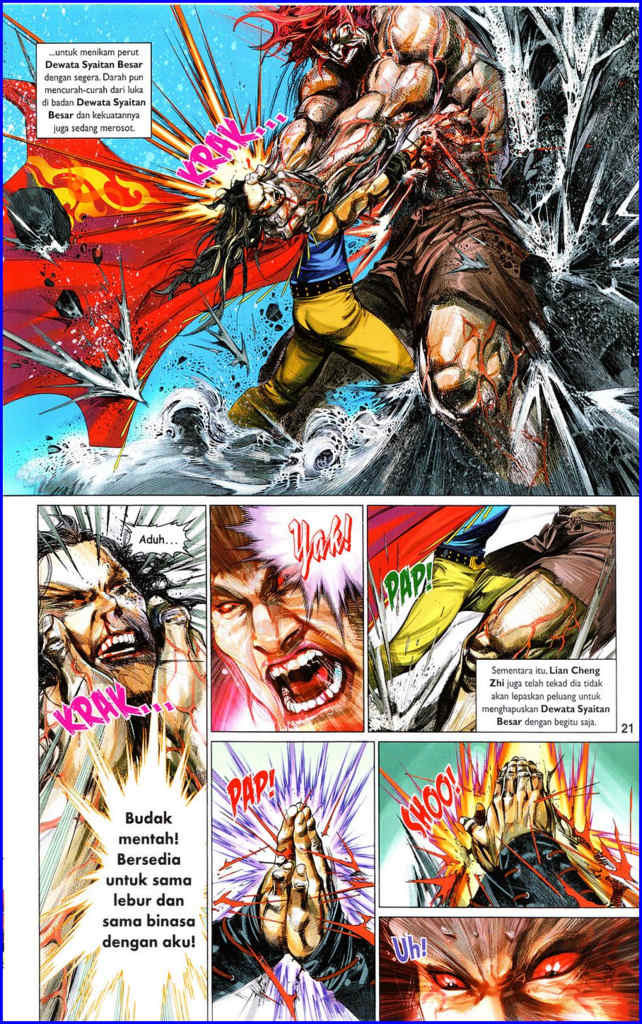 ...untuk menikam perut
Dewata Syaitan Besar
dengan segera. Darah pun
mencurah-curah dari luka
di badan Dewata Syaitan
Besar dan kekuatannya
juga sedang merosot.
KRAK...
Aduh...
KRAK...
Budak
mentah!
Bersedia
untuk sama
lebur dan
sama binasa
dengan aku!
Yak!
PAP!
Sementara itu, Lian Cheng
Zhi juga telah tekad dia tidak
akan lepaskan peluang untuk
menghapuskan Dewata Syaitan
Besar dengan begitu saja.
21
PAP!
SHOO!
Uh!